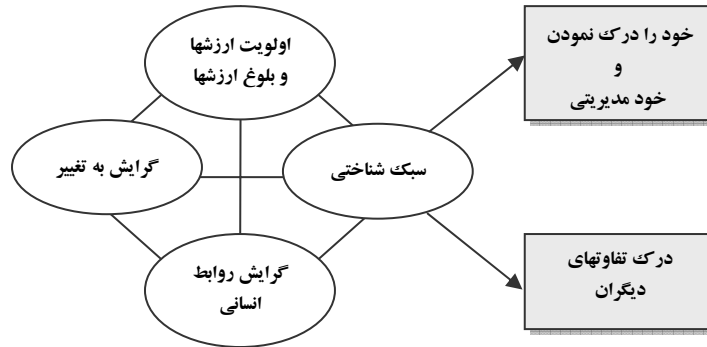 اولویت ارزشها
و بلوغ ارزشها
گرایش به تغییر
سبک شناختی
گرایش روابط
انسانی
خود را درک نمودن
و
خود مدیریتی
درک تفاوتهای
دیگران